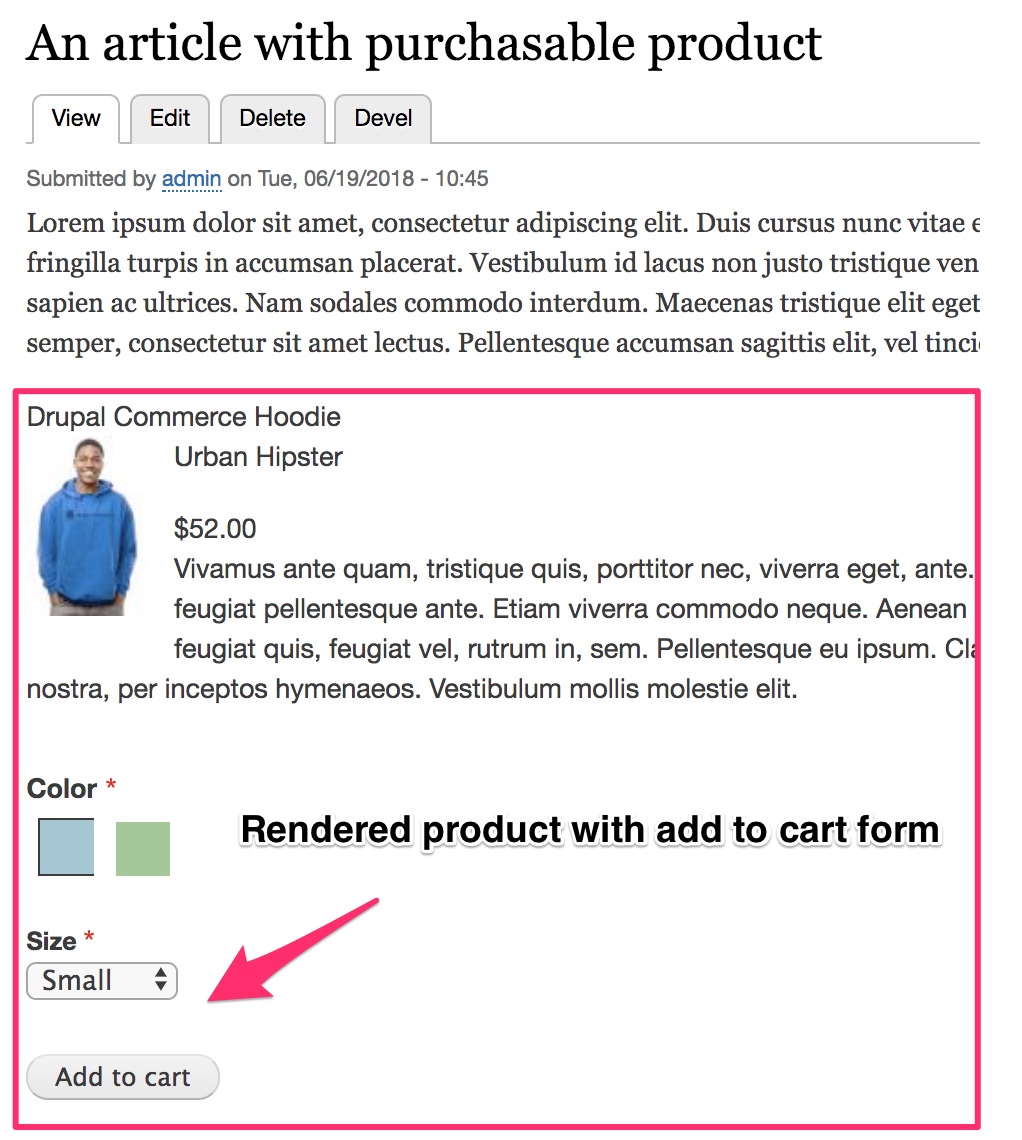 An article with purchasable product
View Edit Delete Devel
Submitted by admin on Tue, 06/19/2018 - 10:45
Lorem ipsum dolor sit amet, consectetur adipiscing elit. Duis cursus nunc vitae
fringilla turpis in accumsan placerat. Vestibulum id lacus non justo tristique ven
sapien ac ultrices. Nam sodales commodo interdum. Maecenas tristique elit eget
semper, consectetur sit amet lectus. Pellentesque accumsan sagittis elit, vel tinci
Drupal Commerce Hoodie
Urban Hipster
$52.00
Vivamus ante quam, tristique quis, porttitor nec, viverra eget, ante.
feugiat pellentesque ante. Etiam viverra commodo neque. Aenean
feugiat quis, feugiat vel, rutrum in, sem. Pellentesque eu ipsum. Cla
nostra, per inceptos hymenaeos. Vestibulum mollis molestie elit.
Color *
Rendered product with add to cart form
Size *
Small
Add to cart